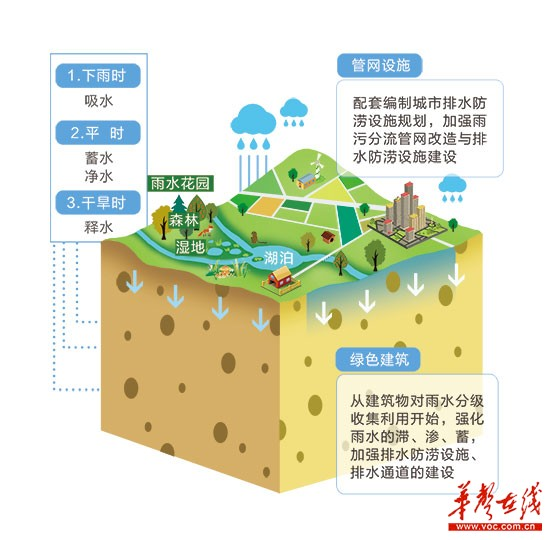 1.下雨时
吸水
2.平 时
蓄水
净水
3.干旱时
释水
管网设施
配套编制城市排水防
涝设施规划，加强雨
污分流管网改造与排
水防涝设施建设
雨水花园
森林
湿地
湖泊
绿色建筑
从建筑物对雨水分级
收集利用开始，强化
雨水的滞、渗、蓄，
加强排水防涝设施、
排水通道的建设
华声在线
www.voc.com.cn